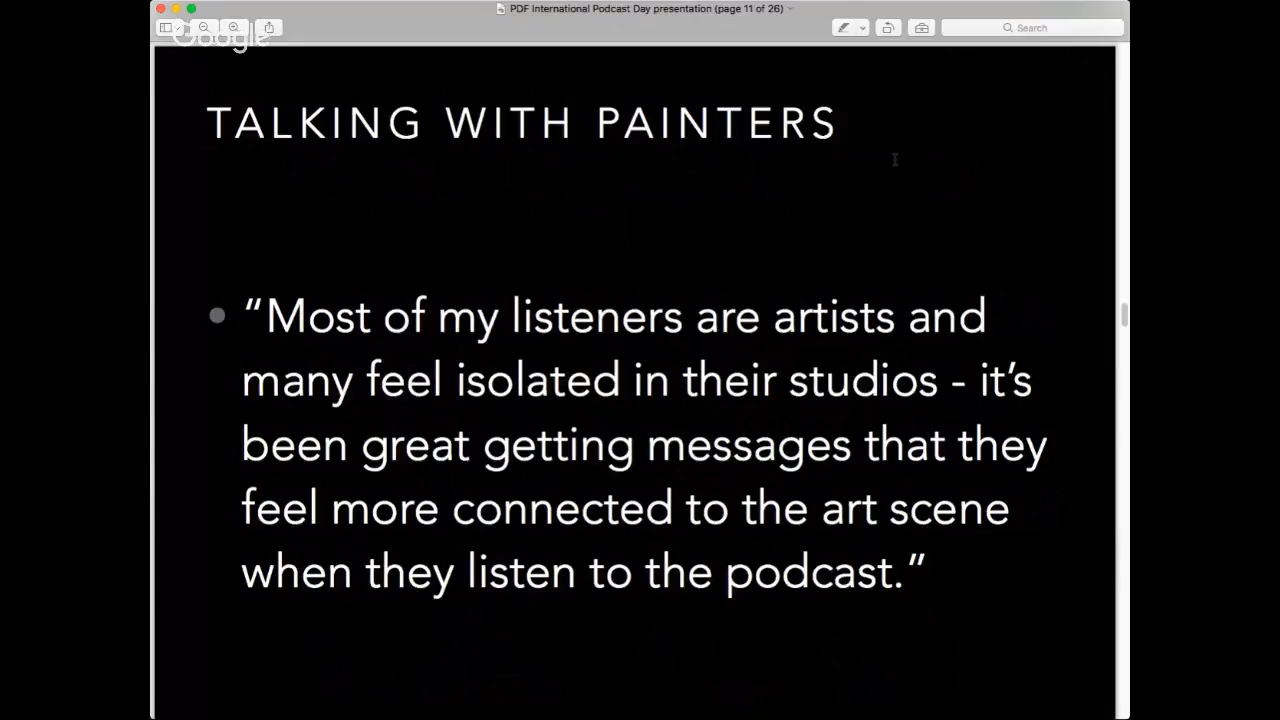 PDF International Podcast Day presentation (page 11 of 26)
Google
Search
TALKING WITH PAINTERS
• “Most of my listeners are artists and
many feel isolated in their studios - it’s
been great getting messages that they
feel more connected to the art scene
when they listen to the podcast.”